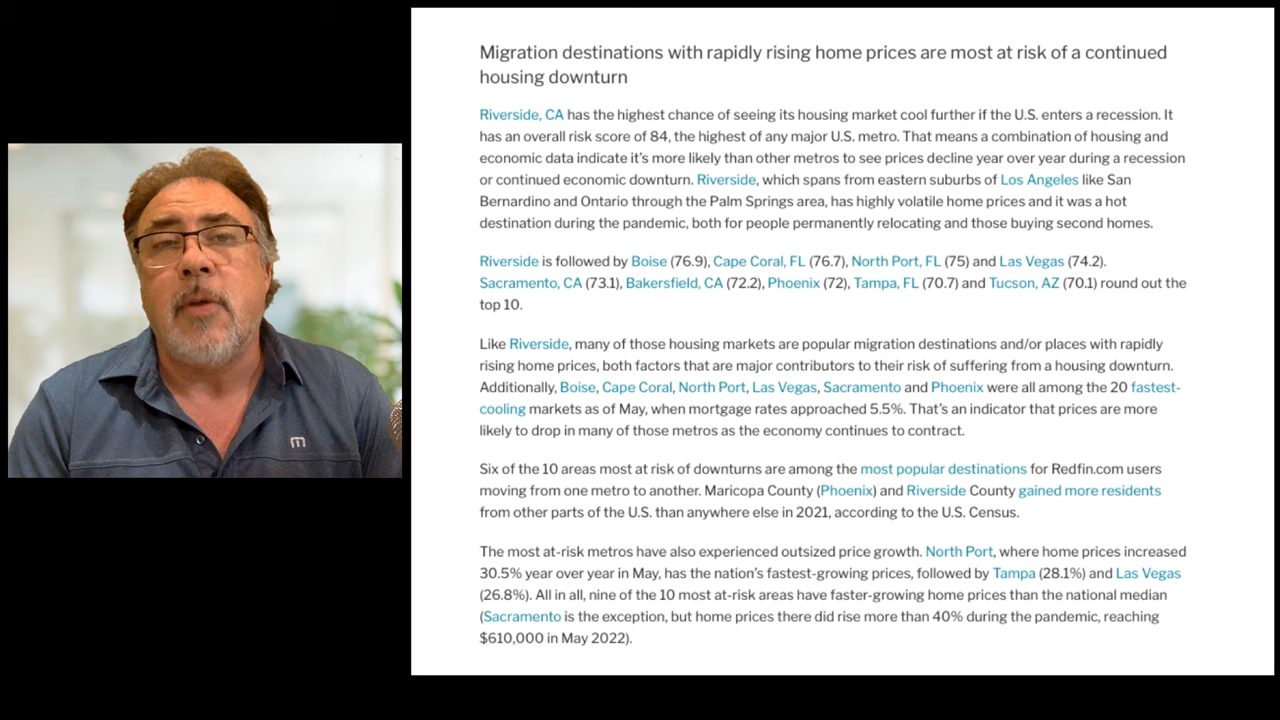 Migration destinations with rapidly rising home prices are most at risk of a continued
housing downturn
Riverside, CA has the highest chance of seeing its housing market cool further if the U.S. enters a recession. It
has an overall risk score of 84, the highest of any major U.S. metro. That means a combination of housing and
economic data indicate it's more likely than other metros to see prices decline year over year during a recession
or continued economic downturn. Riverside, which spans from eastern suburbs of Los Angeles like San
Bernardino and Ontario through the Palm Springs area, has highly volatile home prices and it was a hot
destination during the pandemic, both for people permanently relocating and those buying second homes.
Riverside is followed by Boise (76.9), Cape Coral, FL (76.7), North Port, FL (75) and Las Vegas (74.2).
Sacramento, CA (73.1), Bakersfield, CA (72.2), Phoenix (72), Tampa, FL (70.7) and Tucson, AZ (70.1) round out the
top 10.
Like Riverside, many of those housing markets are popular migration destinations and/or places with rapidly
rising home prices, both factors that are major contributors to their risk of suffering from a housing downturn.
Additionally, Boise, Cape Coral, North Port, Las Vegas, Sacramento and Phoenix were all among the 20 fastest-
cooling markets as of May, when mortgage rates approached 5.5%. That's an indicator that prices are more
likely to drop in many of those metros as the economy continues to contract.
Six of the 10 areas most at risk of downturns are among the most popular destinations for Redfin.com users
moving from one metro to another. Maricopa County (Phoenix) and Riverside County gained more residents
from other parts of the U.S. than anywhere else in 2021, according to the U.S. Census.
The most at-risk metros have also experienced outsized price growth. North Port, where home prices increased
30.5% year over year in May, has the nation's fastest-growing prices, followed by Tampa (28.1%) and Las Vegas
(26.8%). All in all, nine of the 10 most at-risk areas have faster-growing home prices than the national median
(Sacramento is the exception, but home prices there did rise more than 40% during the pandemic, reaching
$610,000 in May 2022).